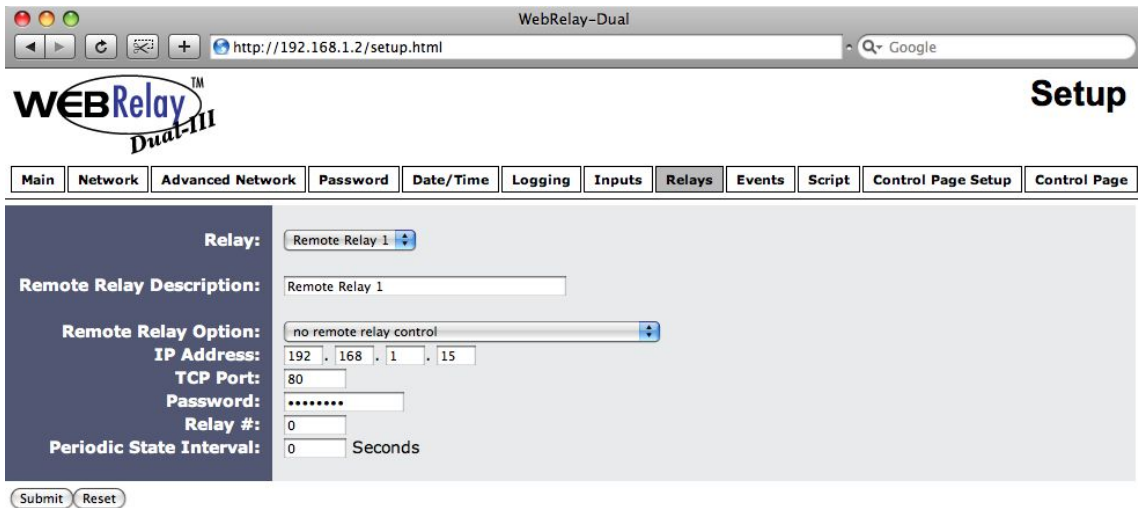 WebRelay-Dual
http://192.168.1.2/setup.html
Google
WEBRelay TM
Dual-III
Setup
Main Network Advanced Network Password Date/Time Logging Inputs Relays Events Script Control Page Setup Control Page
Relay: Remote Relay 1
Remote Relay Description: Remote Relay 1
Remote Relay Option: no remote relay control
IP Address: 192 . 168 . 1 . 15
TCP Port: 80
Password: ••••••••
Relay #: 0
Periodic State Interval: 0 Seconds
Submit Reset